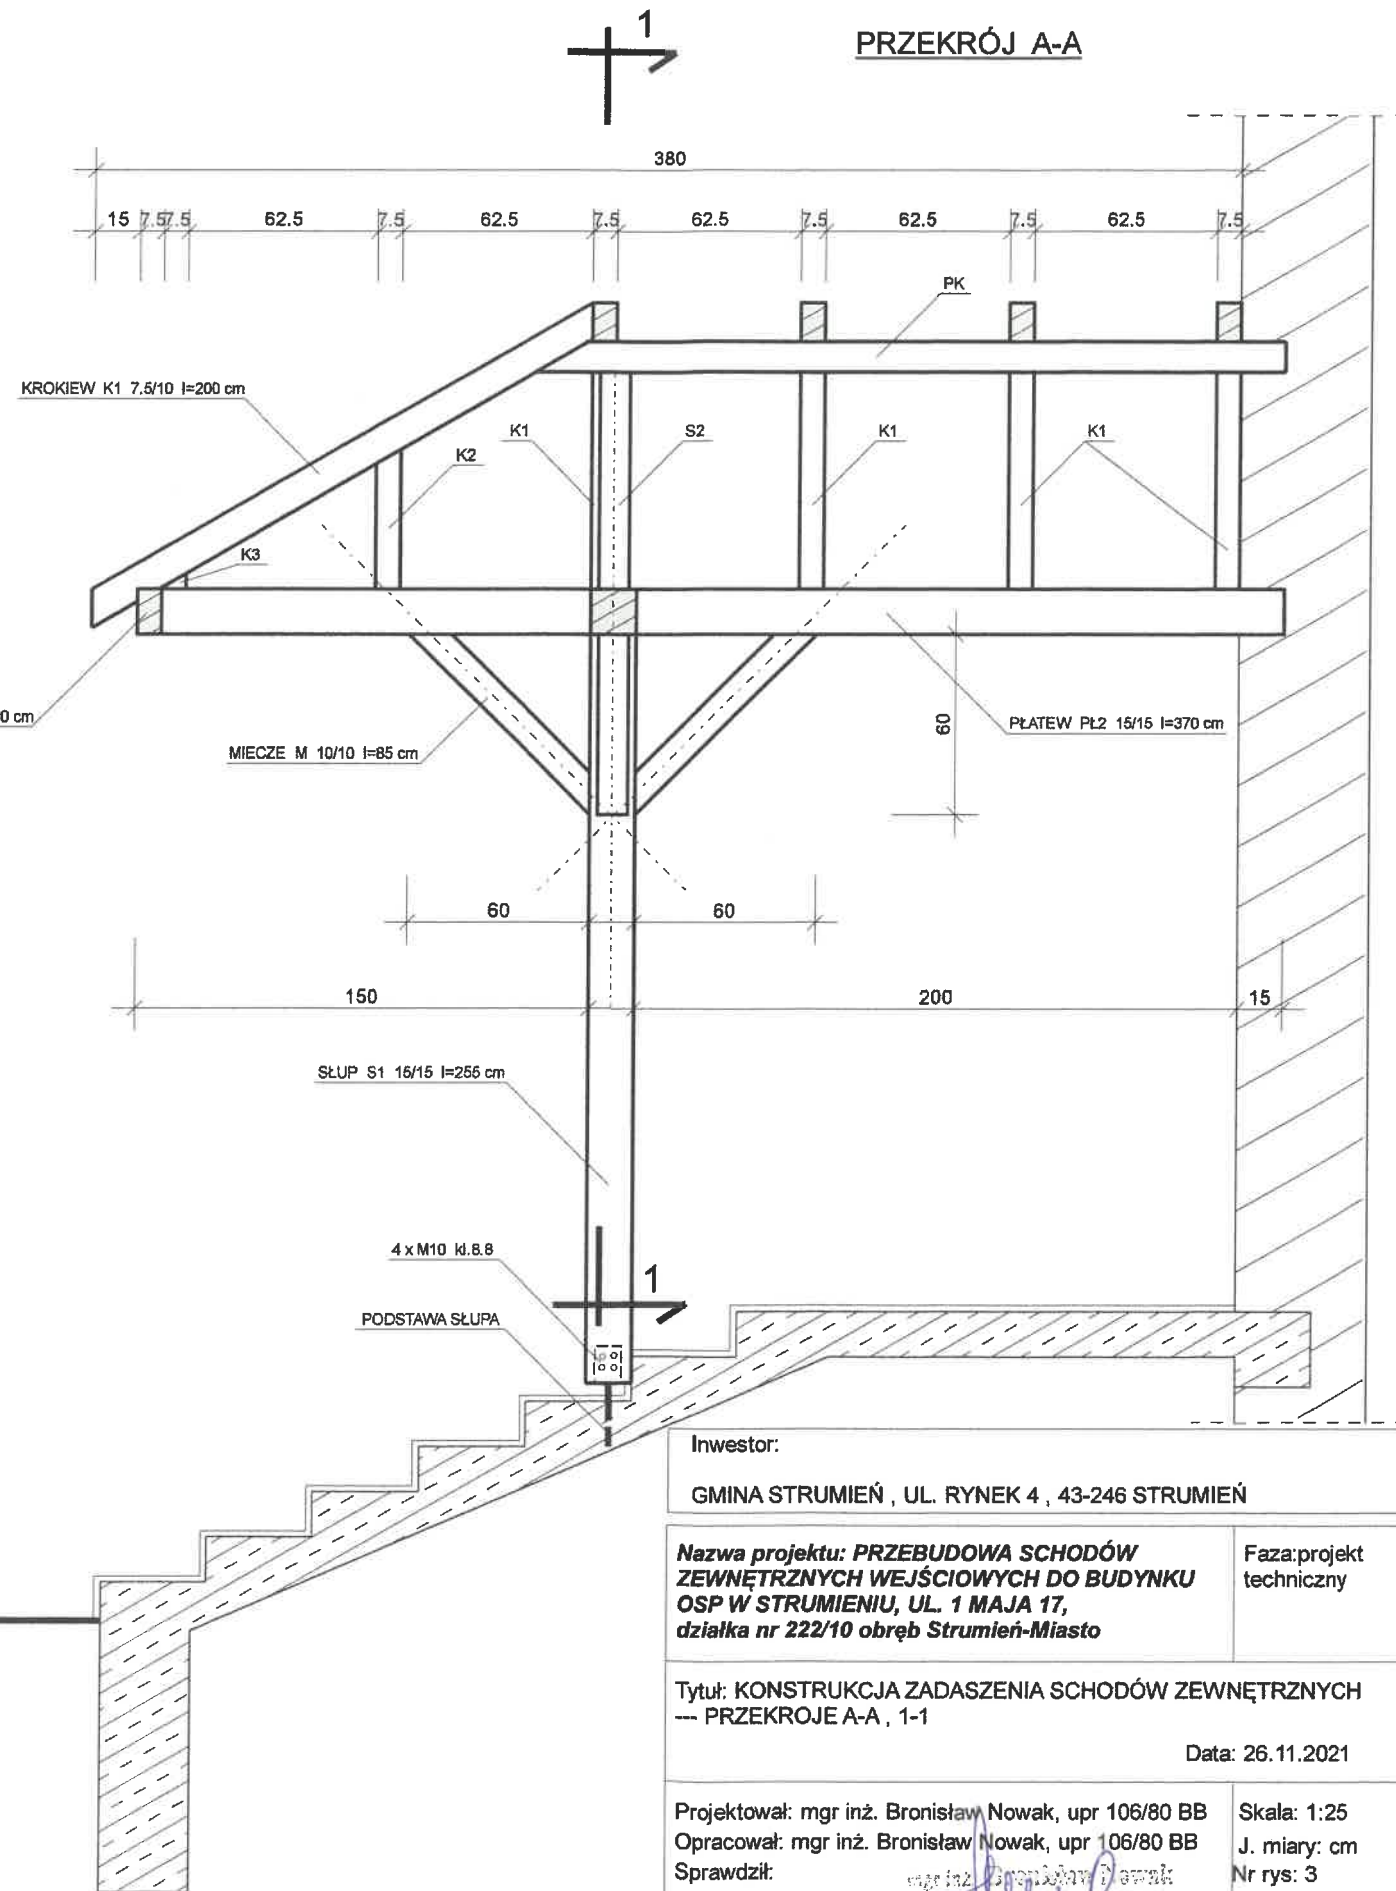 1
PRZEKRÓJ A-A
380
15 7.5 7.5 62.5 7.5 62.5 7.5 62.5 7.5 62.5 7.5 62.5 7.5
PK
KROKIEW K1 7.5/10 l=200 cm
K1
S2
K1
K1
K2
K3
0 cm
MIECZE M 10/10 l=85 cm
60
PŁATEW PŁ2 15/15 l=370 cm
60 60
150 200 15
SŁUP S1 15/15 l=255 cm
4 x M10 kl.8.8
1
PODSTAWA SŁUPA
Inwestor:
GMINA STRUMIEŃ , UL. RYNEK 4 , 43-246 STRUMIEŃ
Nazwa projektu: PRZEBUDOWA SCHODÓW
ZEWNĘTRZNYCH WEJŚCIOWYCH DO BUDYNKU
OSP W STRUMIENIU, UL. 1 MAJA 17,
działka nr 222/10 obręb Strumień-Miasto
Faza:projekt
techniczny
Tytuł: KONSTRUKCJA ZADASZENIA SCHODÓW ZEWNĘTRZNYCH
--- PRZEKROJE A-A , 1-1
Data: 26.11.2021
Projektował: mgr inż. Bronisław Nowak, upr 106/80 BB
Opracował: mgr inż. Bronisław Nowak, upr 106/80 BB
Sprawdził:
mgr inż. Bronisław Nowak
Skala: 1:25
J. miary: cm
Nr rys: 3